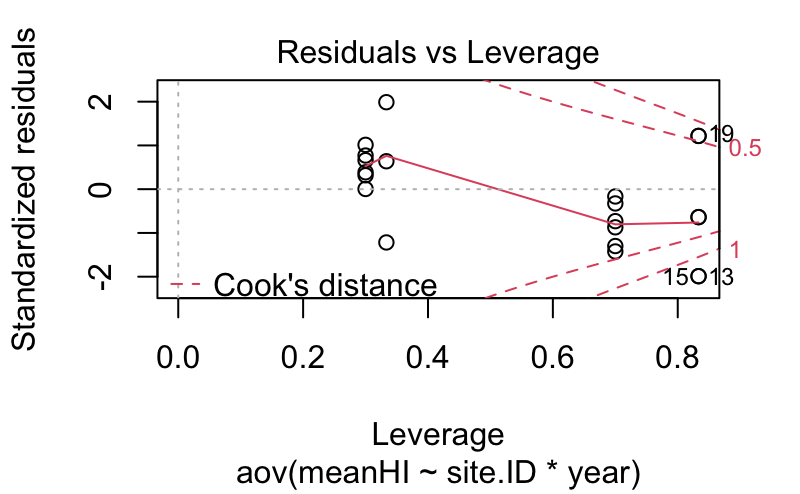 Residuals vs Leverage
Standardized residuals
2
0
-2
19
0.5
1
15
13
Cook's distance
0.0 0.2 0.4 0.6 0.8
Leverage
aov(meanHI ~ site.ID * year)